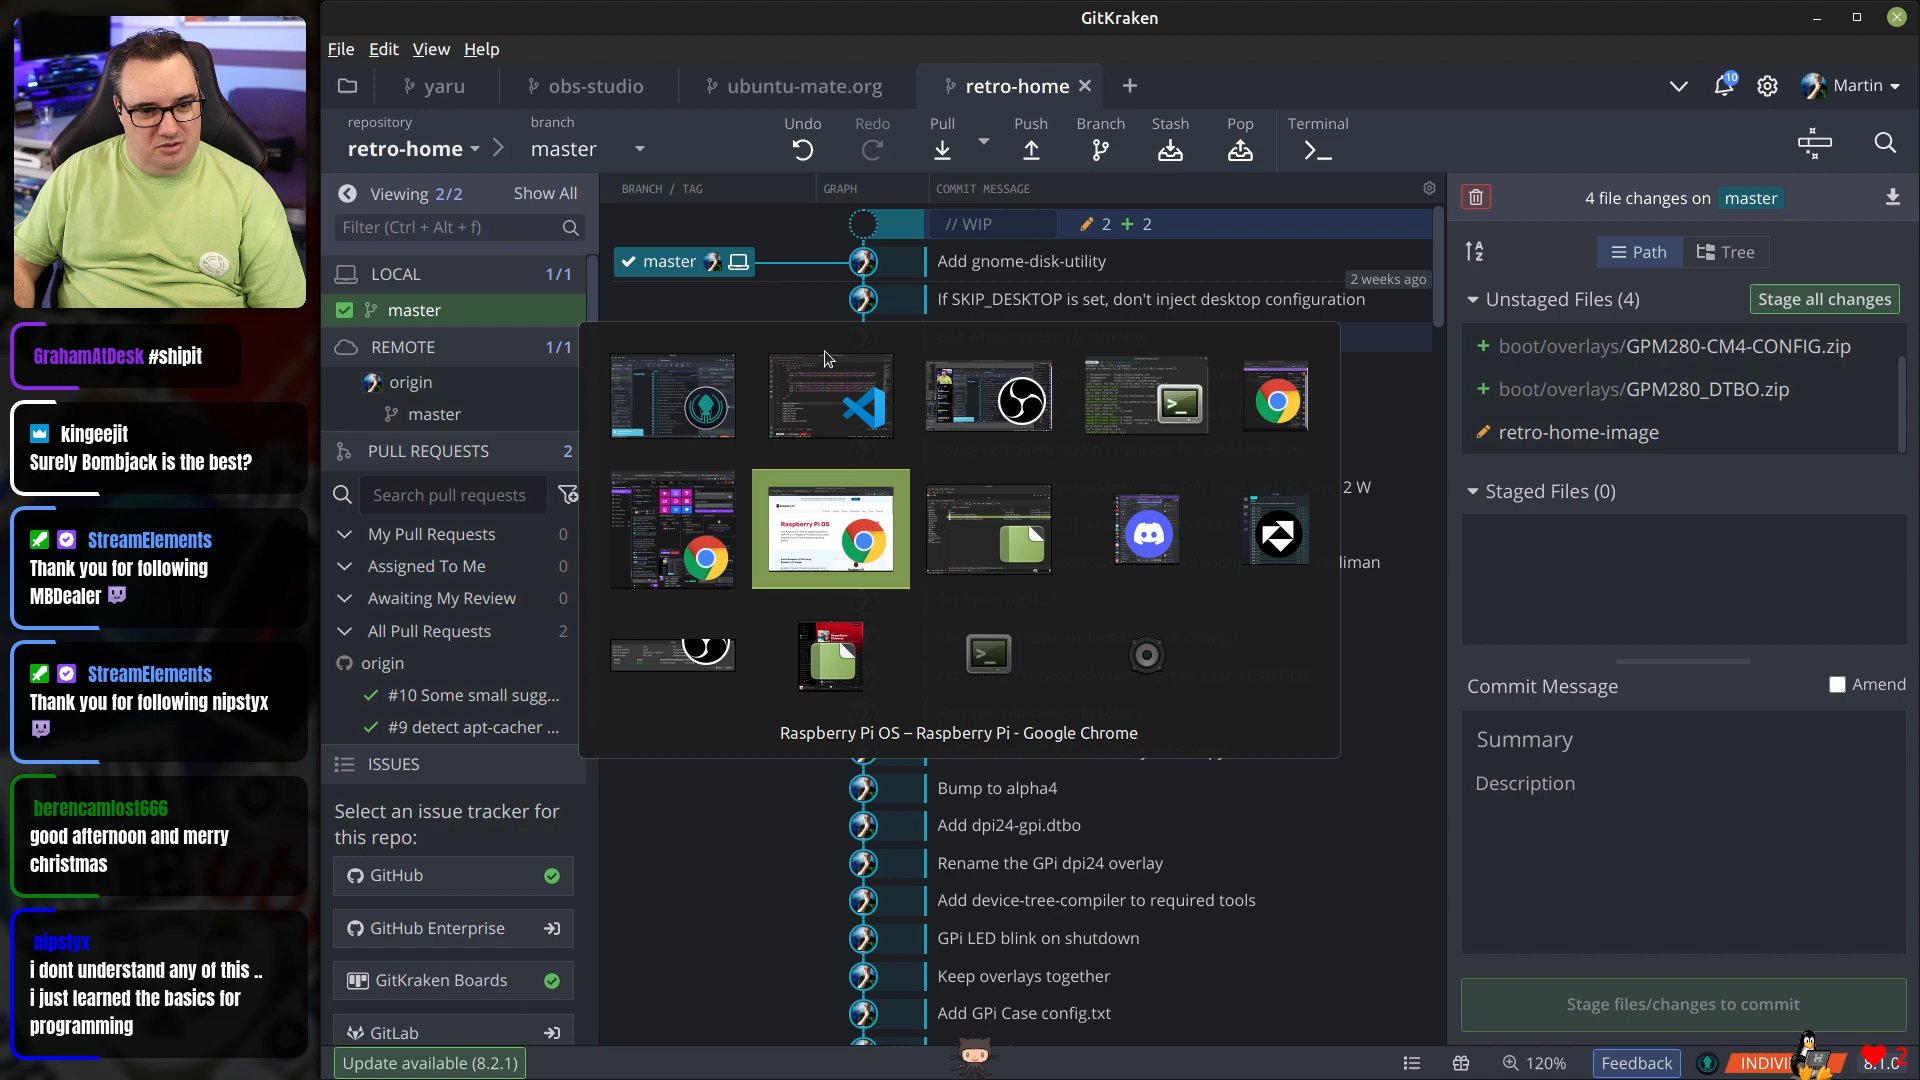 GitKraken
File Edit View Help
yaru
obs-studio
ubuntu-mate.org
retro-home
10
Martin
repository
retro-home
branch
master
Undo
Redo
Pull
Push
Branch
Stash
Pop
Terminal
Viewing 2/2
Show All
Filter (Ctrl + Alt + f)
LOCAL 1/1
master
REMOTE 1/1
origin
master
PULL REQUESTS 2
Search pull requests
My Pull Requests 0
Assigned To Me 0
Awaiting My Review 0
All Pull Requests 2
origin
#10 Some small sugg...
#9 detect apt-cacher ...
ISSUES
Select an issue tracker for
this repo:
GitHub
GitHub Enterprise
GitKraken Boards
GitLab
Update available (8.2.1)
BRANCH / TAG
GRAPH
COMMIT MESSAGE
// WIP
2 + 2
master
Add gnome-disk-utility
2 weeks ago
If SKIP_DESKTOP is set, don't inject desktop configuration
2 W
liman
Raspberry Pi OS
Raspberry Pi OS – Raspberry Pi - Google Chrome
Bump to alpha4
Add dpi24-gpi.dtbo
Rename the GPi dpi24 overlay
Add device-tree-compiler to required tools
GPi LED blink on shutdown
Keep overlays together
Add GPi Case config.txt
4 file changes on master
Path
Tree
Unstaged Files (4)
Stage all changes
boot/overlays/GPM280-CM4-CONFIG.zip
boot/overlays/GPM280_DTBO.zip
retro-home-image
Staged Files (0)
Commit Message
Amend
Summary
Description
Stage files/changes to commit
120%
Feedback
INDIVI
8.1.0
2
GrahamAtDesk #shipit
kingeejit
Surely Bombjack is the best?
StreamElements
Thank you for following
MBDealer
StreamElements
Thank you for following nipstyx
berencamlost666
good afternoon and merry
christmas
nipstyx
i dont understand any of this ..
i just learned the basics for
programming